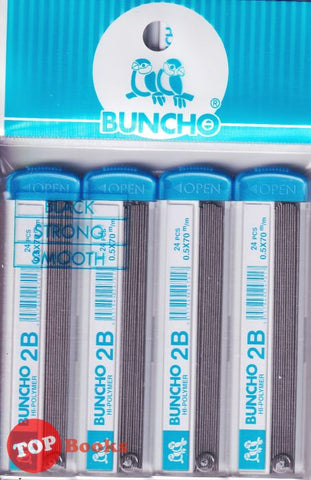 BUNCHO
®
OPEN
OPEN
OPEN
OPEN
BLACK
STRONG
SMOOTH
BUNCHO 2B
HI-POLYMER
24 PCS
0.5X70 m/m
BUNCHO 2B
HI-POLYMER
24 PCS
0.5X70 m/m
BUNCHO 2B
HI-POLYMER
24 PCS
0.5X70 m/m
BUNCHO 2B
HI-POLYMER
24 PCS
0.5X70 m/m
TOP Books